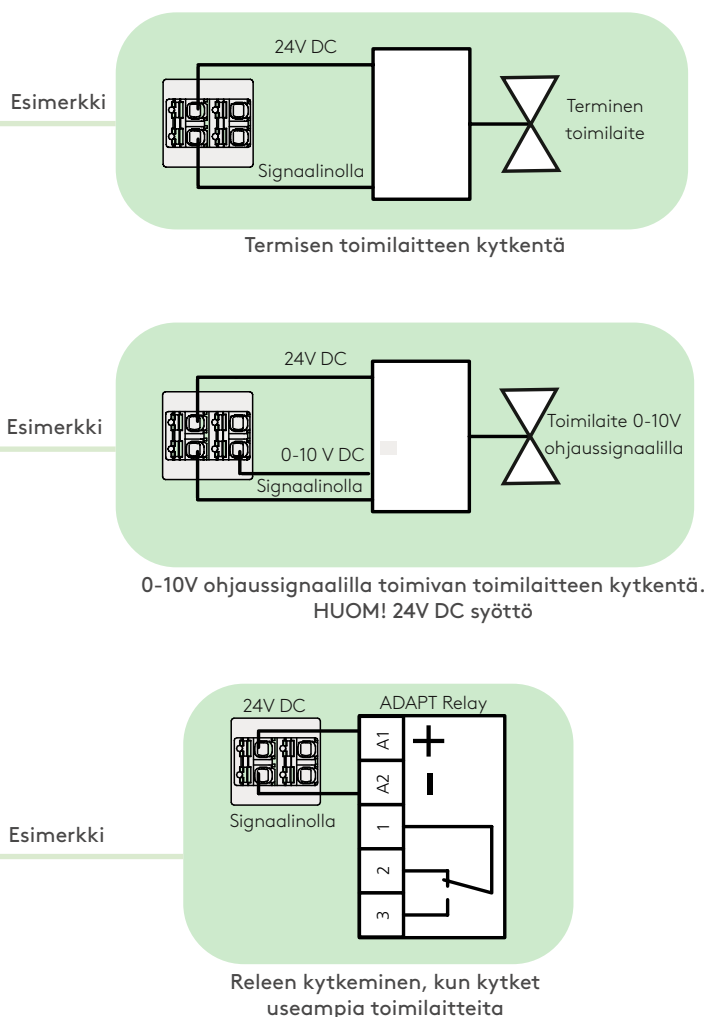 24V DC
Esimerkki
Terminen
toimilaite
Signaalinolla
Termisen toimilaitteen kytkentä
24V DC
Esimerkki
Toimilaite 0-10V
ohjaussignaalilla
0-10 V DC
Signaalinolla
0-10V ohjaussignaalilla toimivan toimilaitteen kytkentä.
HUOM! 24V DC syöttö
24V DC
ADAPT Relay
A1
+
A2
-
Signaalinolla
1
Esimerkki
2
3
Releen kytkeminen, kun kytket
useampia toimilaitteita